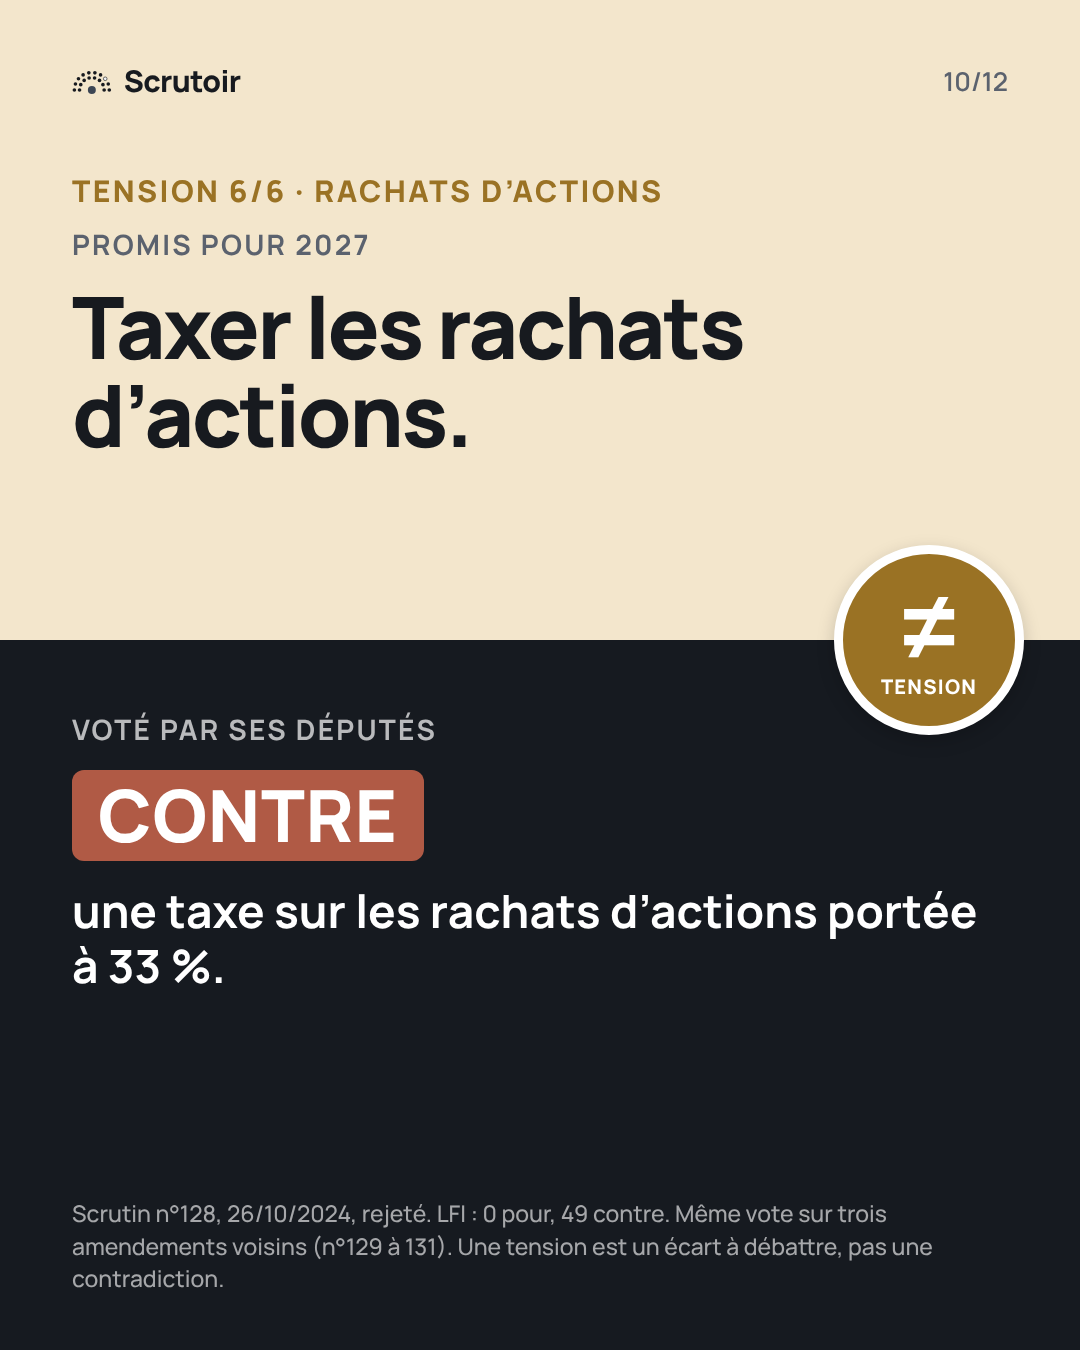 Scrutoir
10/12
TENSION 6/6 · RACHATS D’ACTIONS
PROMIS POUR 2027
Taxer les rachats
d’actions.
≠
TENSION
VOTÉ PAR SES DÉPUTÉS
CONTRE
une taxe sur les rachats d’actions portée
à 33 %.
Scrutin n°128, 26/10/2024, rejeté. LFI : 0 pour, 49 contre. Même vote sur trois
amendements voisins (n°129 à 131). Une tension est un écart à débattre, pas une
contradiction.